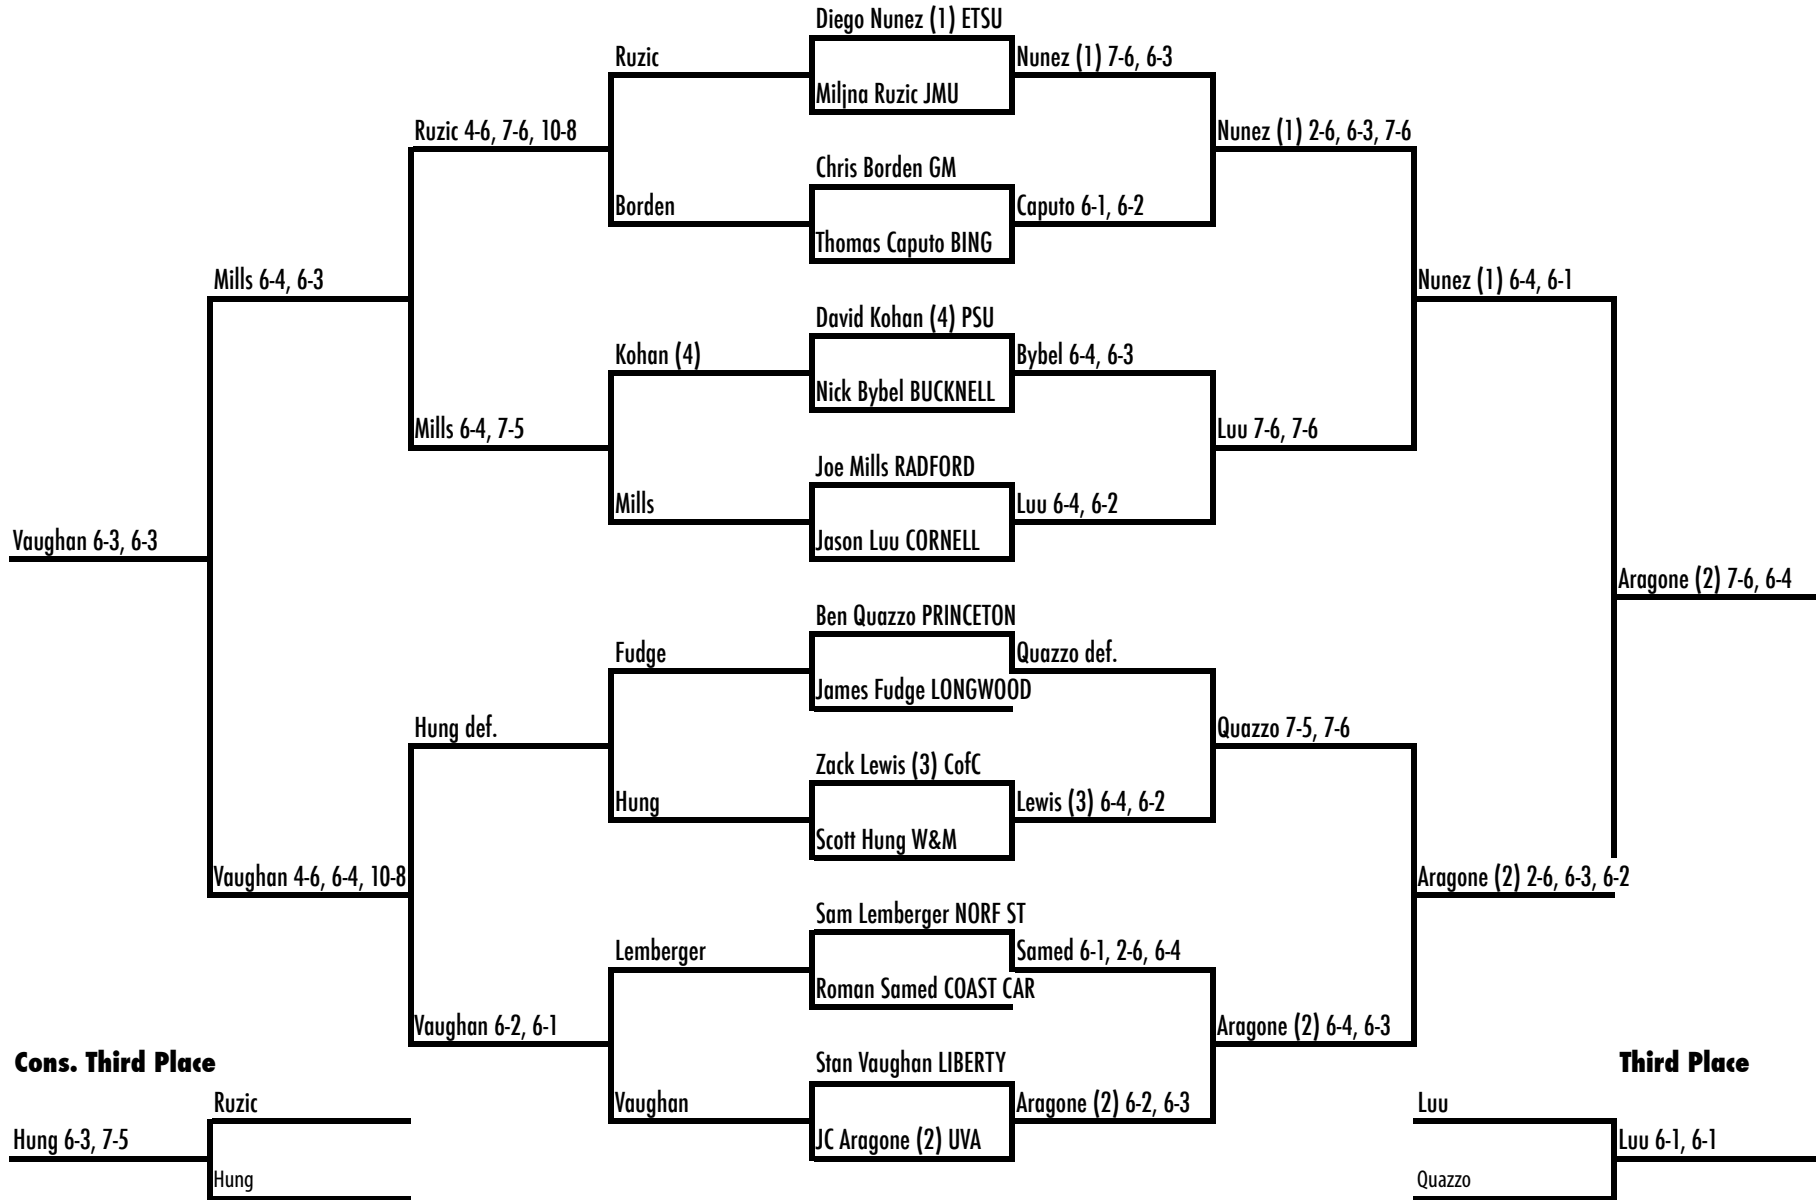 Diego Nunez (1) ETSU
Ruzic
Nunez (1) 7-6, 6-3
Miljna Ruzic JMU
Ruzic 4-6, 7-6, 10-8
Nunez (1) 2-6, 6-3, 7-6
Chris Borden GM
Borden
Caputo 6-1, 6-2
Thomas Caputo BING
Mills 6-4, 6-3
Nunez (1) 6-4, 6-1
David Kohan (4) PSU
Kohan (4)
Bybel 6-4, 6-3
Nick Bybel BUCKNELL
Mills 6-4, 7-5
Luu 7-6, 7-6
Joe Mills RADFORD
Mills
Luu 6-4, 6-2
Jason Luu CORNELL
Vaughan 6-3, 6-3
Aragone (2) 7-6, 6-4
Ben Quazzo PRINCETON
Fudge
Quazzo def.
James Fudge LONGWOOD
Hung def.
Quazzo 7-5, 7-6
Zack Lewis (3) CofC
Hung
Lewis (3) 6-4, 6-2
Scott Hung W&M
Vaughan 4-6, 6-4, 10-8
Aragone (2) 2-6, 6-3, 6-2
Sam Lemberger NORF ST
Lemberger
Samed 6-1, 2-6, 6-4
Roman Samed COAST CAR
Vaughan 6-2, 6-1
Aragone (2) 6-4, 6-3
Stan Vaughan LIBERTY
Vaughan
Aragone (2) 6-2, 6-3
JC Aragone (2) UVA
Cons. Third Place
Ruzic
Hung 6-3, 7-5
Hung
Third Place
Luu
Luu 6-1, 6-1
Quazzo